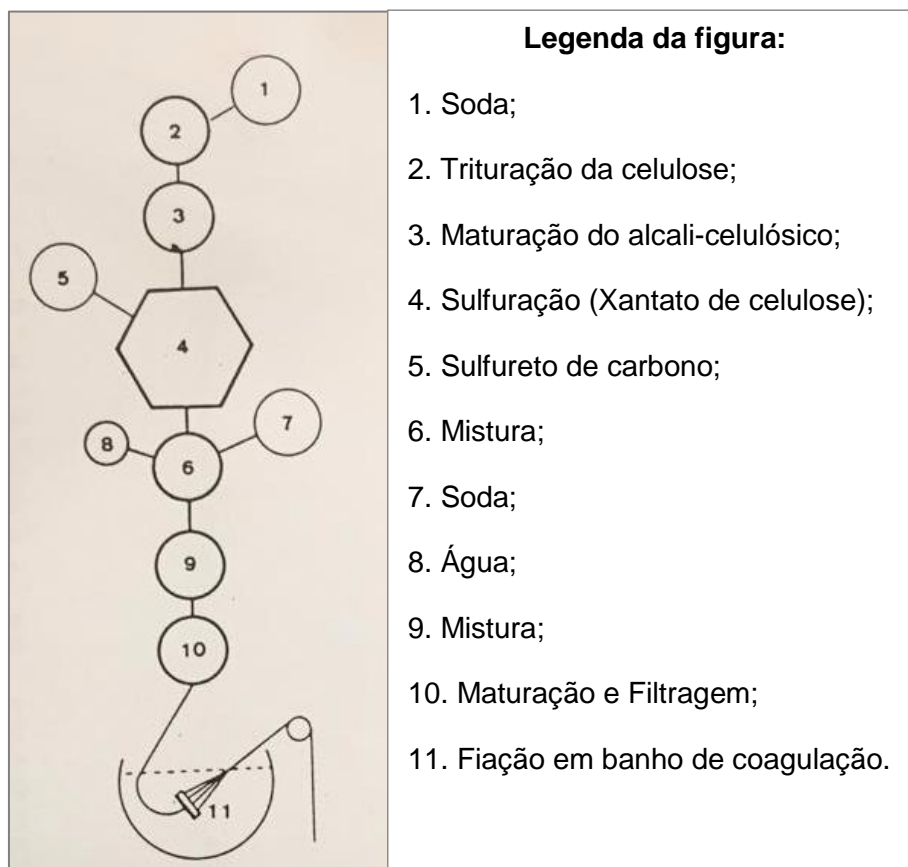 1
2
3
5
4
8
7
6
9
10
11
Legenda da figura:
1. Soda;
2. Trituração da celulose;
3. Maturação do alcali-celulósico;
4. Sulfuração (Xantato de celulose);
5. Sulfureto de carbono;
6. Mistura;
7. Soda;
8. Água;
9. Mistura;
10. Maturação e Filtragem;
11. Fiação em banho de coagulação.